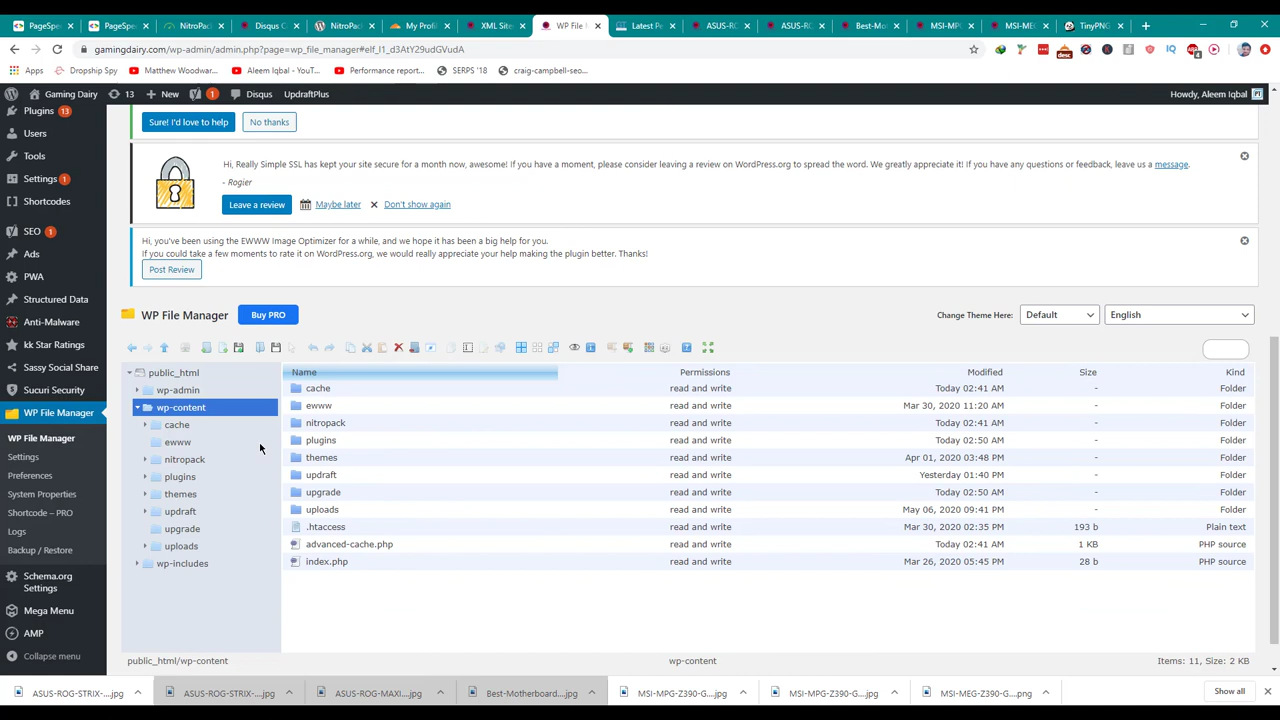 PageSpe
PageSpe
NitroPac
Disqus C
NitroPac
My Profi
XML Site
WP File
Latest Pe
ASUS-RO
ASUS-RO
Best-Mot
MSI-MPG
MSI-MEG
TinyPNG
gamingdairy.com/wp-admin/admin.php?page=wp_file_manager#elf_l1_d3AtY29udGVudA
Apps
Dropship Spy
Matthew Woodwar...
Aleem Iqbal - YouT...
Performance report...
SERPS '18
craig-campbell-seo...
Gaming Dairy
13
New
1
Disqus
UpdraftPlus
Howdy, Aleem Iqbal
Plugins 13
Users
Tools
Settings 1
Shortcodes
SEO 1
Ads
PWA
Structured Data
Anti-Malware
kk Star Ratings
Sassy Social Share
Sucuri Security
WP File Manager
WP File Manager
Settings
Preferences
System Properties
Shortcode – PRO
Logs
Backup / Restore
Schema.org
Settings
Mega Menu
AMP
Collapse menu
Sure! I'd love to help
No thanks
Hi, Really Simple SSL has kept your site secure for a month now, awesome! If you have a moment, please consider leaving a review on WordPress.org to spread the word. We greatly appreciate it! If you have any questions or feedback, leave us a message.
- Rogier
Leave a review
Maybe later
Don't show again
Hi, you've been using the EWWW Image Optimizer for a while, and we hope it has been a big help for you.
If you could take a few moments to rate it on WordPress.org, we would really appreciate your help making the plugin better. Thanks!
Post Review
WP File Manager
Buy PRO
Change Theme Here:
Default
English
public_html
wp-admin
wp-content
cache
ewww
nitropack
plugins
themes
updraft
upgrade
uploads
wp-includes
Name Permissions Modified Size Kind
cache read and write Today 02:41 AM - Folder
ewww read and write Mar 30, 2020 11:20 AM - Folder
nitropack read and write Today 02:41 AM - Folder
plugins read and write Today 02:50 AM - Folder
themes read and write Apr 01, 2020 03:48 PM - Folder
updraft read and write Yesterday 01:40 PM - Folder
upgrade read and write Today 02:50 AM - Folder
uploads read and write May 06, 2020 09:41 PM - Folder
.htaccess read and write Mar 30, 2020 02:35 PM 193 b Plain text
advanced-cache.php read and write Today 02:41 AM 1 KB PHP source
index.php read and write Mar 26, 2020 05:45 PM 28 b PHP source
public_html/wp-content
wp-content
Items: 11, Size: 2 KB
ASUS-ROG-STRIX-....jpg
ASUS-ROG-STRIX-....jpg
ASUS-ROG-MAXI....jpg
Best-Motherboard....jpg
MSI-MPG-Z390-G....jpg
MSI-MPG-Z390-G....jpg
MSI-MEG-Z390-G....png
Show all